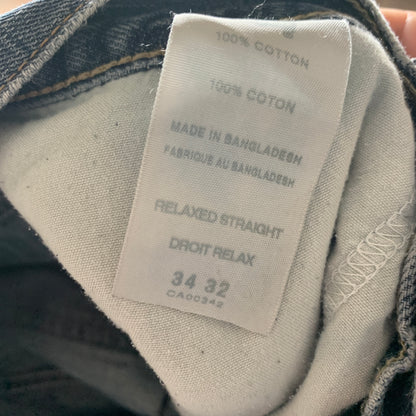 100% COTTON
100% COTON
MADE IN BANGLADESH
FABRIQUE AU BANGLADESH
RELAXED STRAIGHT
DROIT RELAX
34 32
CA00342